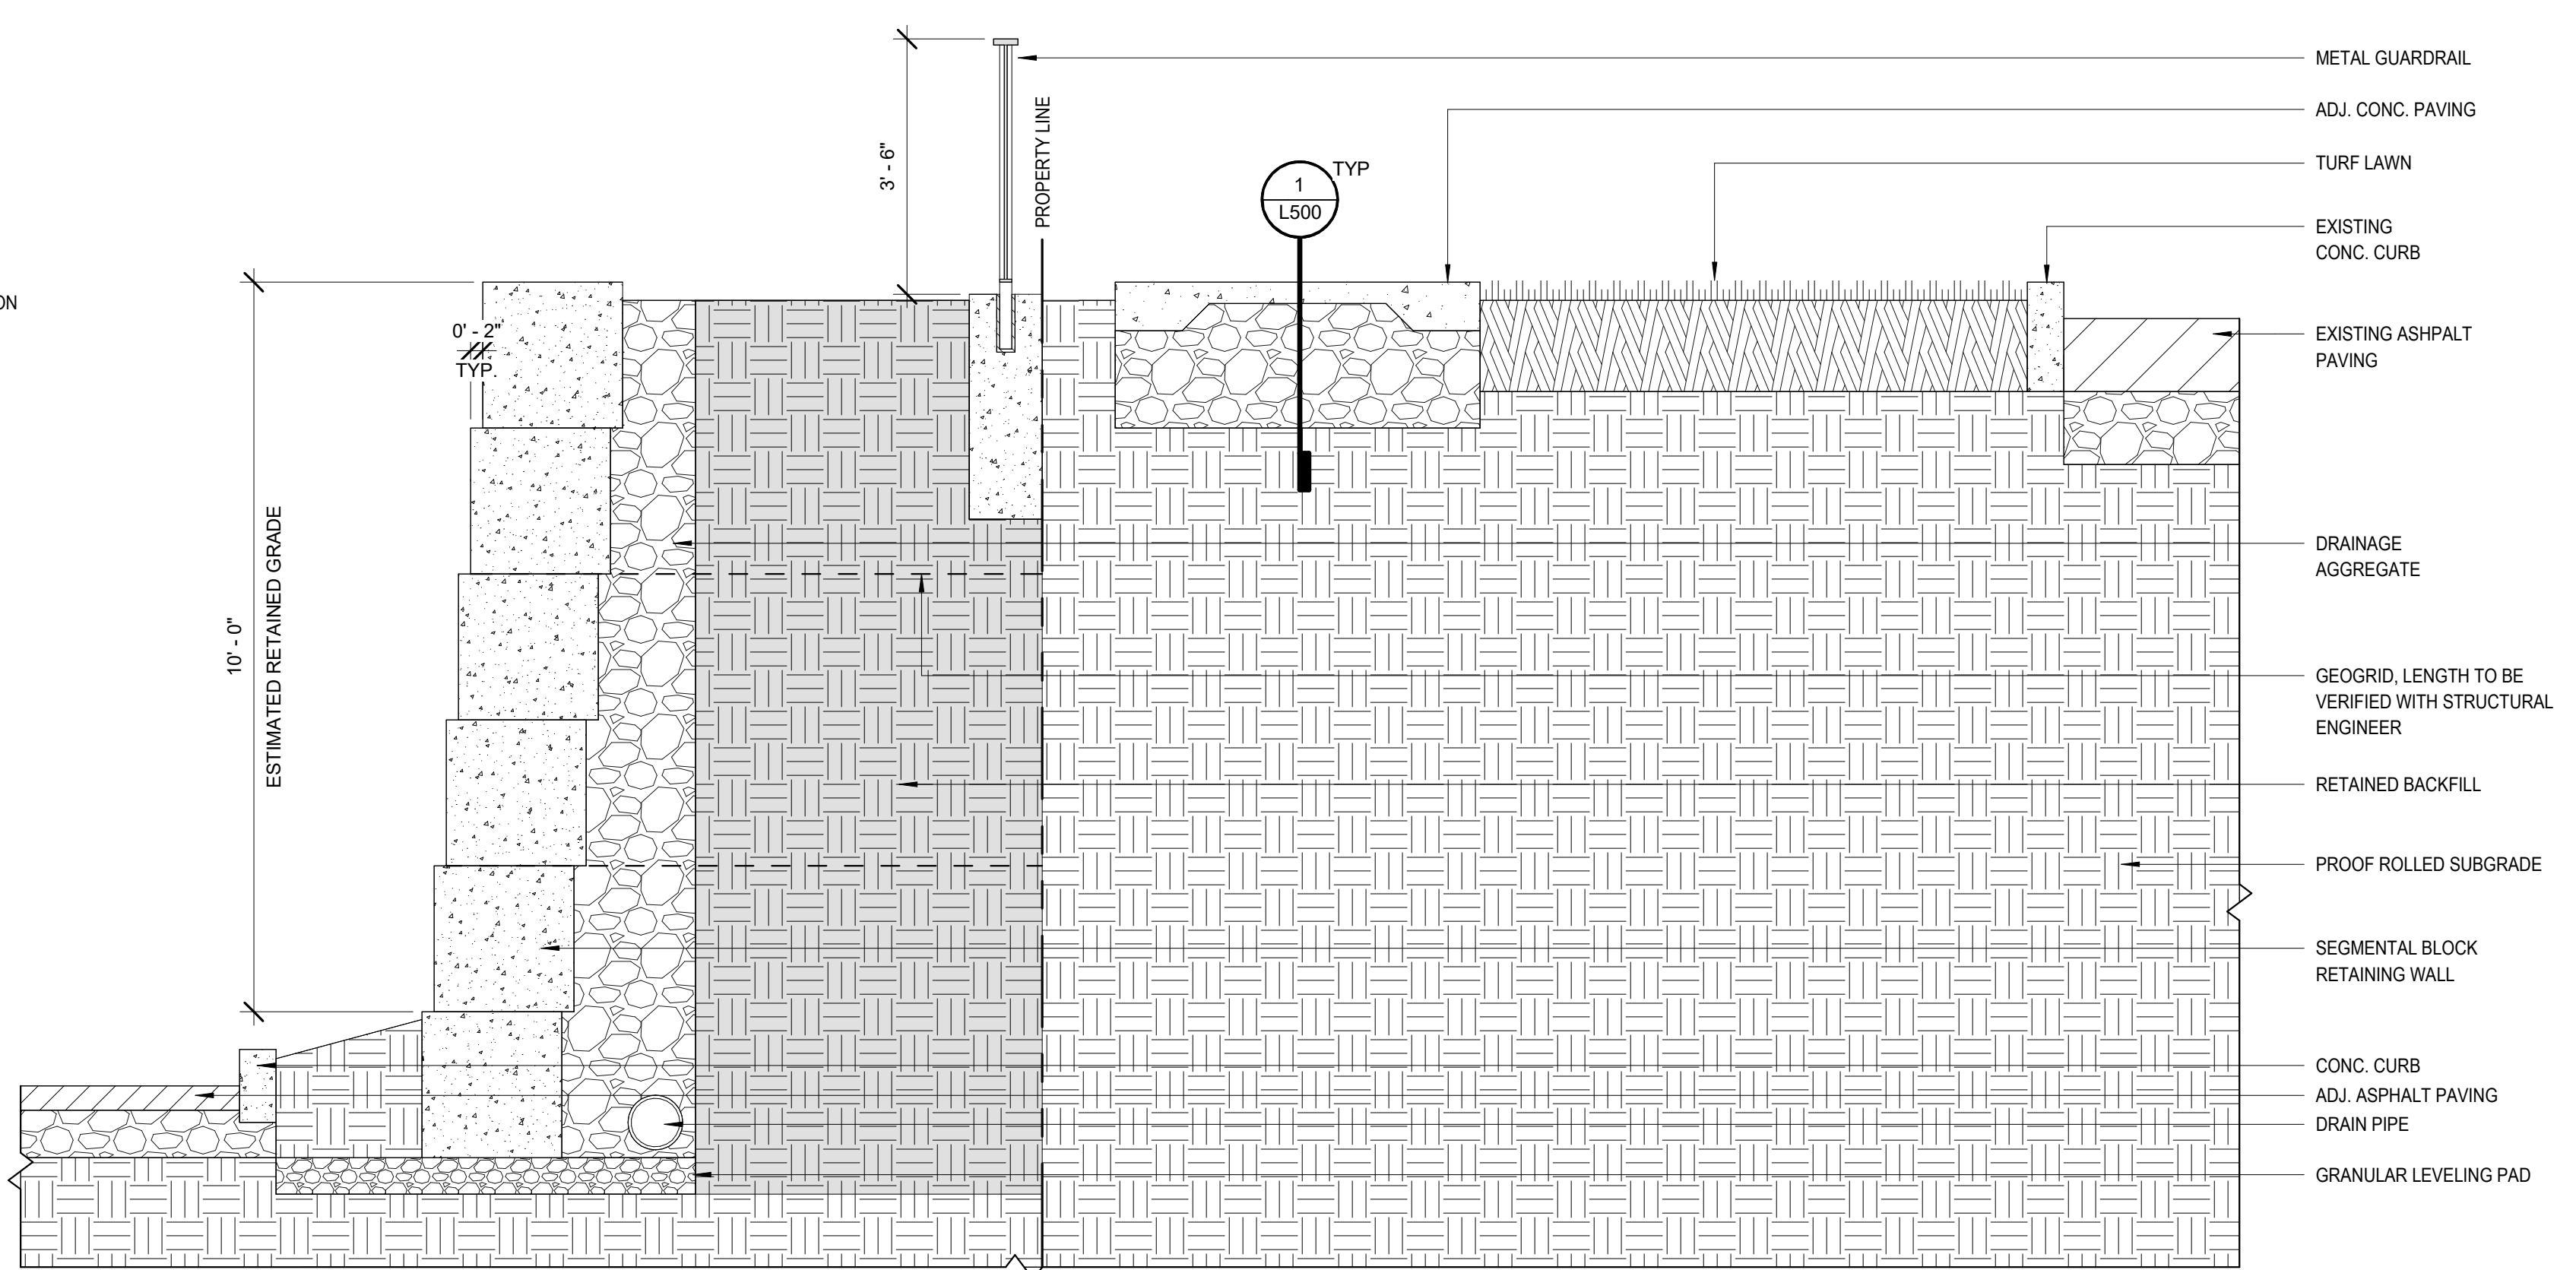 METAL GUARDRAIL
ADJ. CONC. PAVING
TURF LAWN
EXISTING
CONC. CURB
EXISTING ASHPALT
PAVING
DRAINAGE
AGGREGATE
GEOGRID, LENGTH TO BE
VERIFIED WITH STRUCTURAL
ENGINEER
RETAINED BACKFILL
PROOF ROLLED SUBGRADE
SEGMENTAL BLOCK
RETAINING WALL
CONC. CURB
ADJ. ASPHALT PAVING
DRAIN PIPE
GRANULAR LEVELING PAD
3' - 6"
PROPERTY LINE
1
L500
TYP
ON
0' - 2"
TYP.
10' - 0"
ESTIMATED RETAINED GRADE